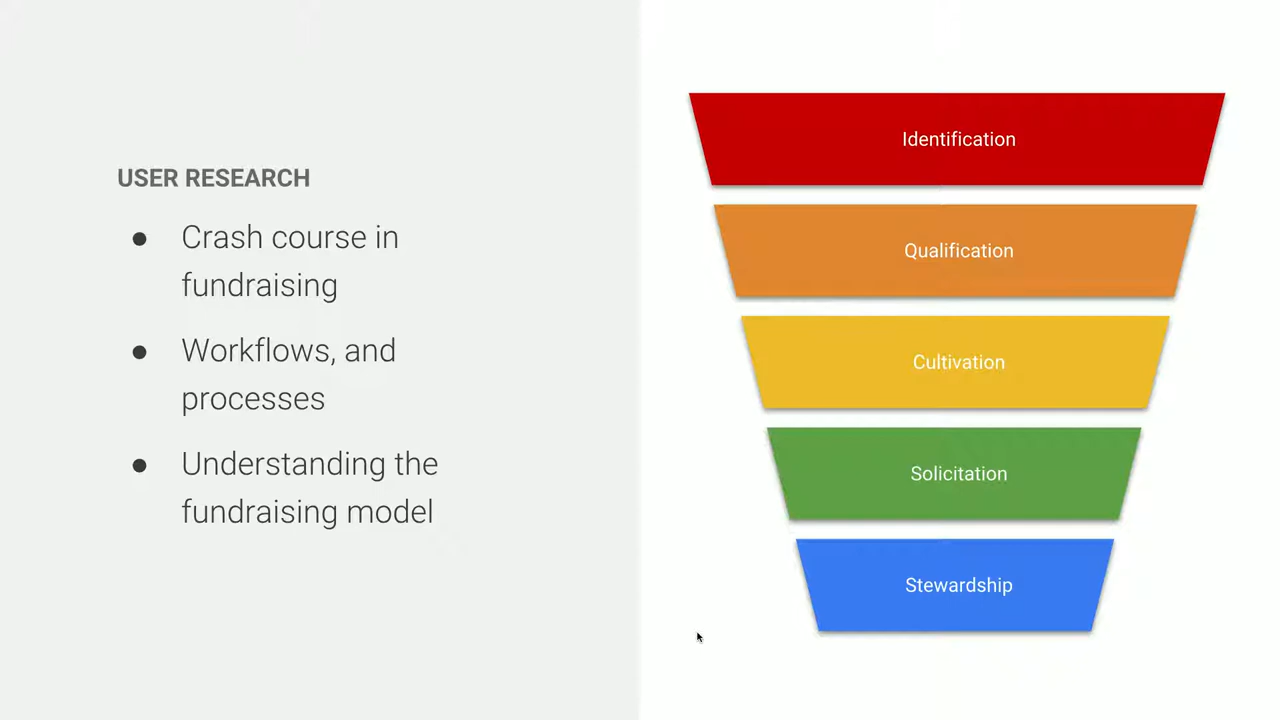 USER RESEARCH
● Crash course in
fundraising
● Workflows, and
processes
● Understanding the
fundraising model
Identification
Qualification
Cultivation
Solicitation
Stewardship